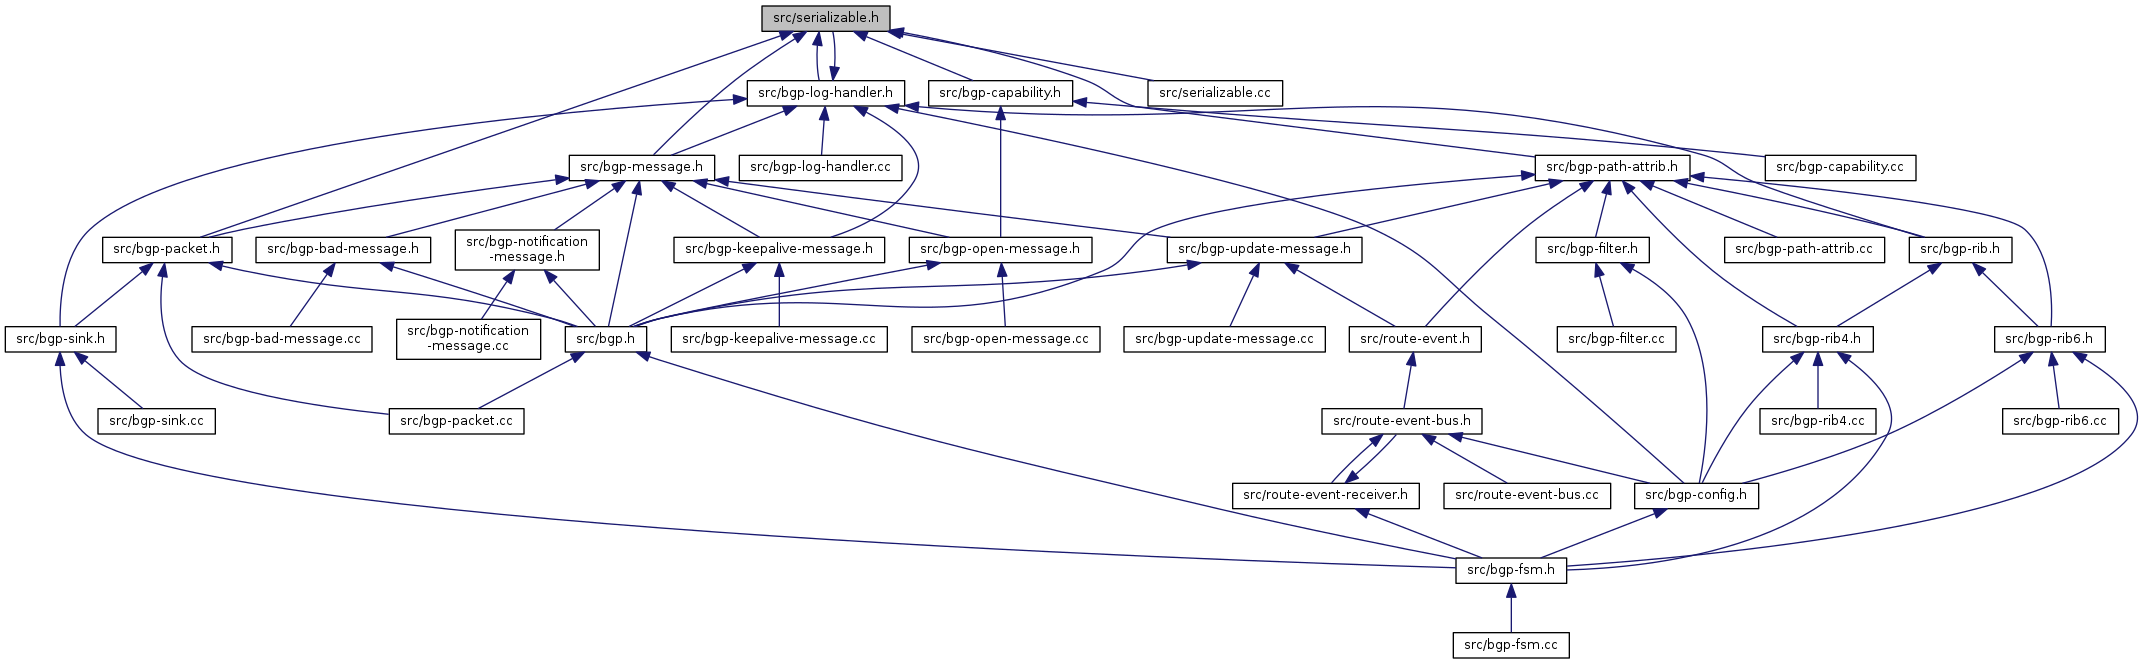 src/serializable.h
src/bgp-log-handler.h
src/bgp-capability.h
src/serializable.cc
src/bgp-message.h
src/bgp-log-handler.cc
src/bgp-path-attrib.h
src/bgp-capability.cc
src/bgp-packet.h
src/bgp-bad-message.h
src/bgp-notification
-message.h
src/bgp-keepalive-message.h
src/bgp-open-message.h
src/bgp-update-message.h
src/bgp-filter.h
src/bgp-path-attrib.cc
src/bgp-rib.h
src/bgp-sink.h
src/bgp-bad-message.cc
src/bgp-notification
-message.cc
src/bgp.h
src/bgp-keepalive-message.cc
src/bgp-open-message.cc
src/bgp-update-message.cc
src/route-event.h
src/bgp-filter.cc
src/bgp-rib4.h
src/bgp-rib6.h
src/bgp-sink.cc
src/bgp-packet.cc
src/route-event-bus.h
src/bgp-rib4.cc
src/bgp-rib6.cc
src/route-event-receiver.h
src/route-event-bus.cc
src/bgp-config.h
src/bgp-fsm.h
src/bgp-fsm.cc